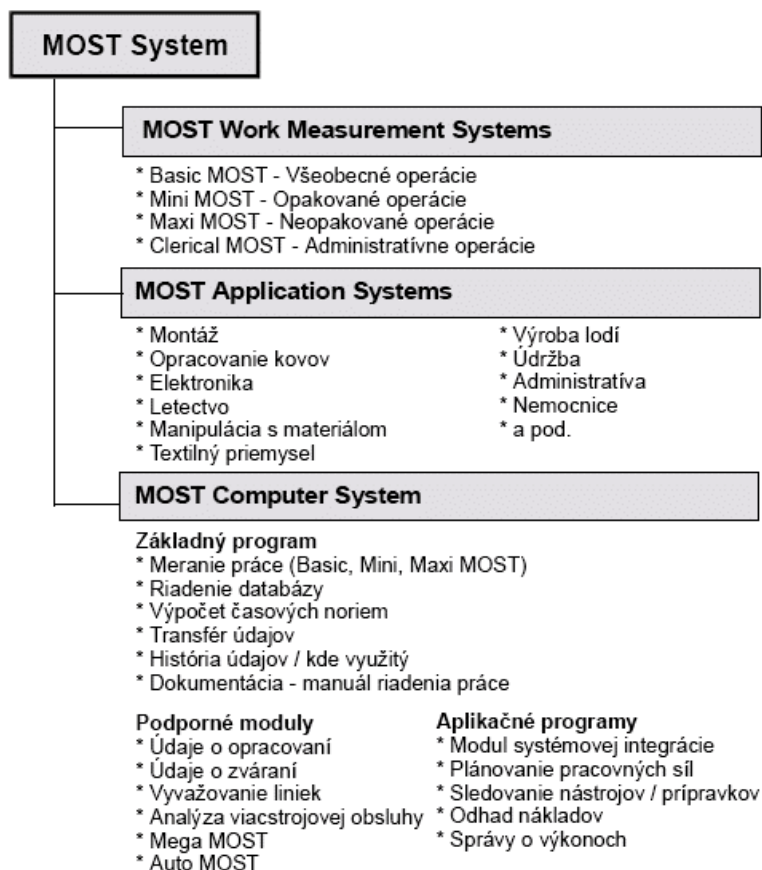 MOST System
MOST Work Measurement Systems
* Basic MOST - Všeobecné operácie
* Mini MOST - Opakované operácie
* Maxi MOST - Neopakované operácie
* Clerical MOST - Administratívne operácie
MOST Application Systems
* Montáž
* Opracovanie kovov
* Elektronika
* Letectvo
* Manipulácia s materiálom
* Textilný priemysel
* Výroba lodí
* Údržba
* Administratíva
* Nemocnice
* a pod.
MOST Computer System
Základný program
* Meranie práce (Basic, Mini, Maxi MOST)
* Riadenie databázy
* Výpočet časových noriem
* Transfér údajov
* História údajov / kde využitý
* Dokumentácia - manuál riadenia práce
Podporné moduly
* Údaje o opracovaní
* Údaje o zváraní
* Vyvažovanie liniek
* Analýza viacstrojovej obsluhy
* Mega MOST
* Auto MOST
Aplikačné programy
* Modul systémovej integrácie
* Plánovanie pracovných síl
* Sledovanie nástrojov / prípravkov
* Odhad nákladov
* Správy o výkonoch